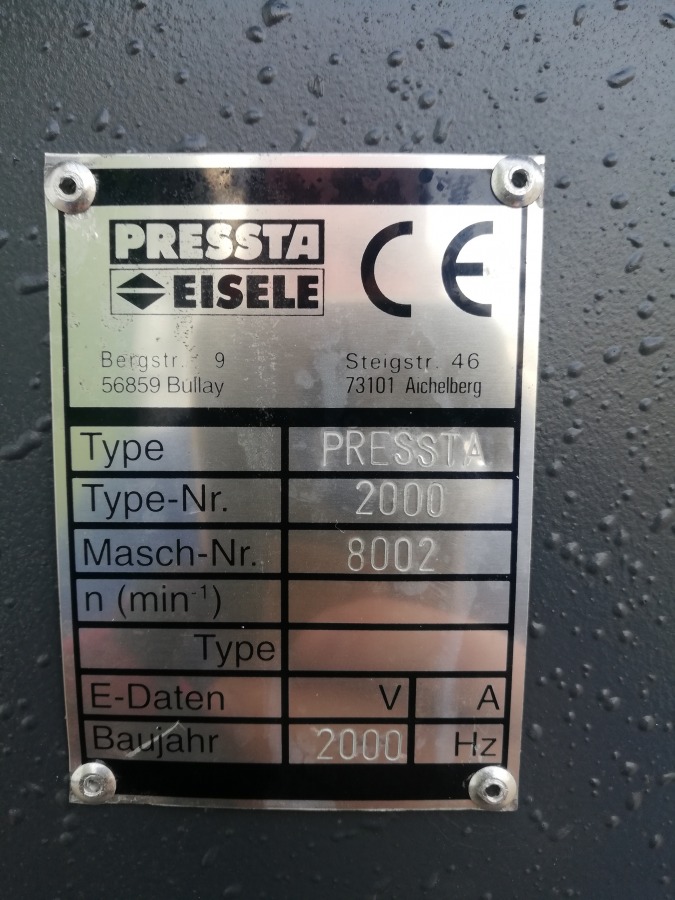 PRESSTA
EISELE
CE
Bergstr. 9
56859 Bullay
Steigstr. 46
73101 Aichelberg
Type PRESSTA
Type-Nr. 2000
Masch-Nr. 8002
n (min⁻¹)
Type
E-Daten V A
Baujahr 2000 Hz